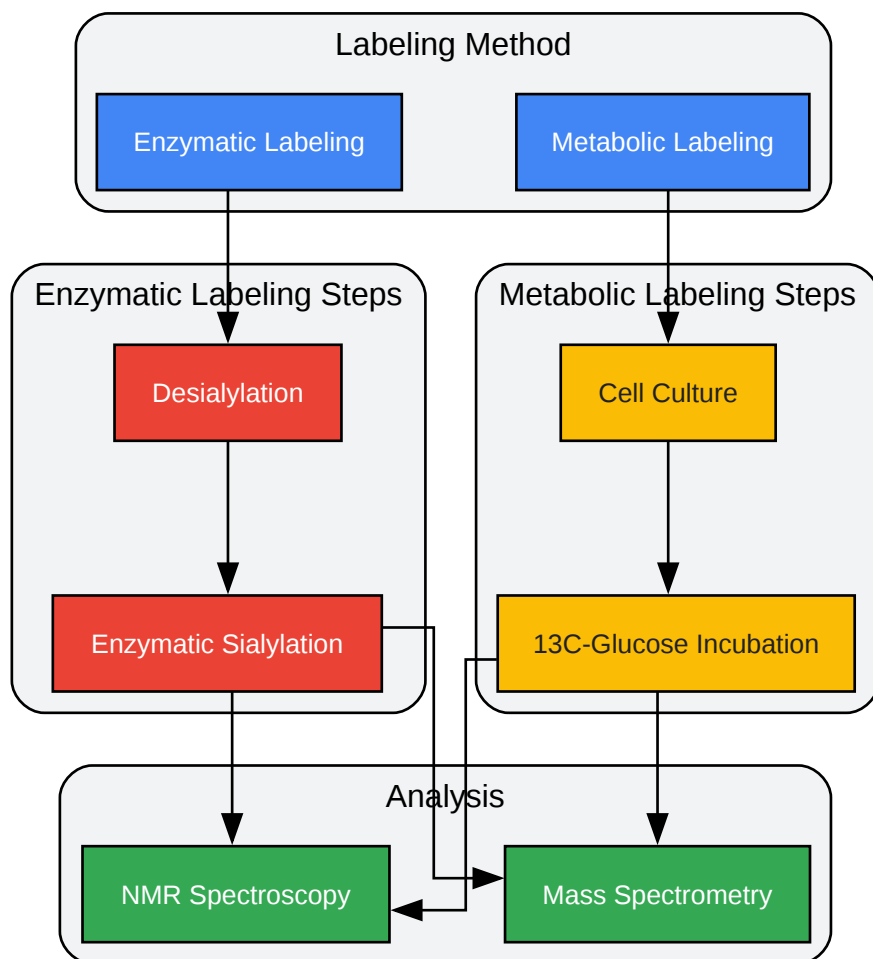 Labeling Method
Enzymatic Labeling
Metabolic Labeling
Enzymatic Labeling Steps
Metabolic Labeling Steps
Desialylation
Cell Culture
Enzymatic Sialylation
13C-Glucose Incubation
Analysis
NMR Spectroscopy
Mass Spectrometry